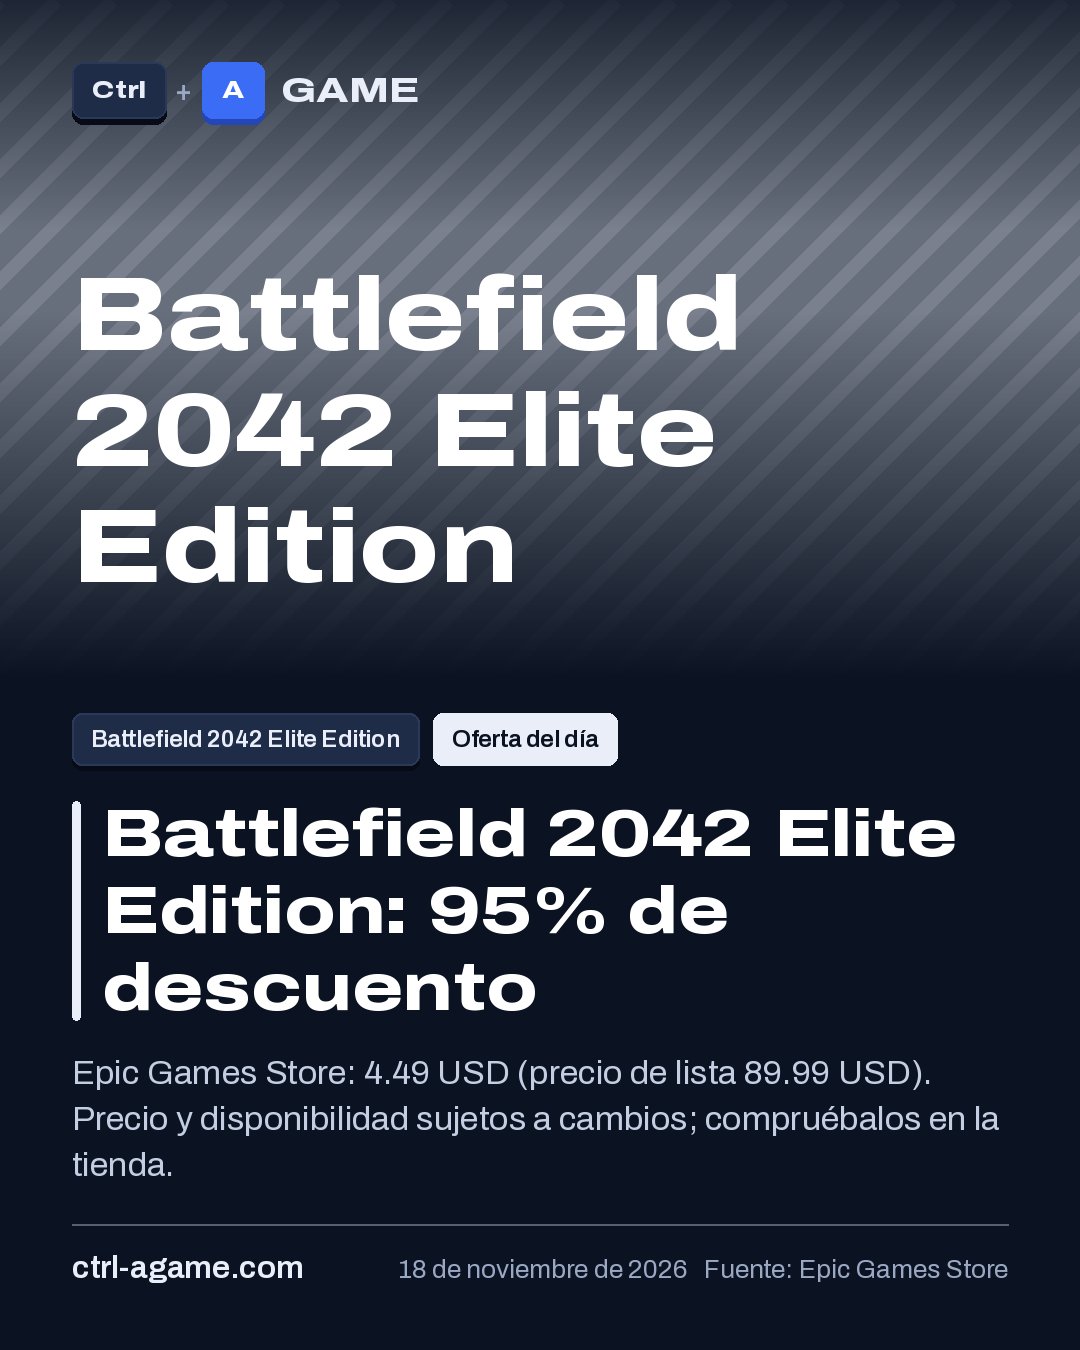 Ctrl + A GAME
Battlefield
2042 Elite
Edition
Battlefield 2042 Elite Edition
Oferta del día
Battlefield 2042 Elite
Edition: 95% de
descuento
Epic Games Store: 4.49 USD (precio de lista 89.99 USD).
Precio y disponibilidad sujetos a cambios; compruébalos en la
tienda.
ctrl-agame.com
18 de noviembre de 2026 Fuente: Epic Games Store